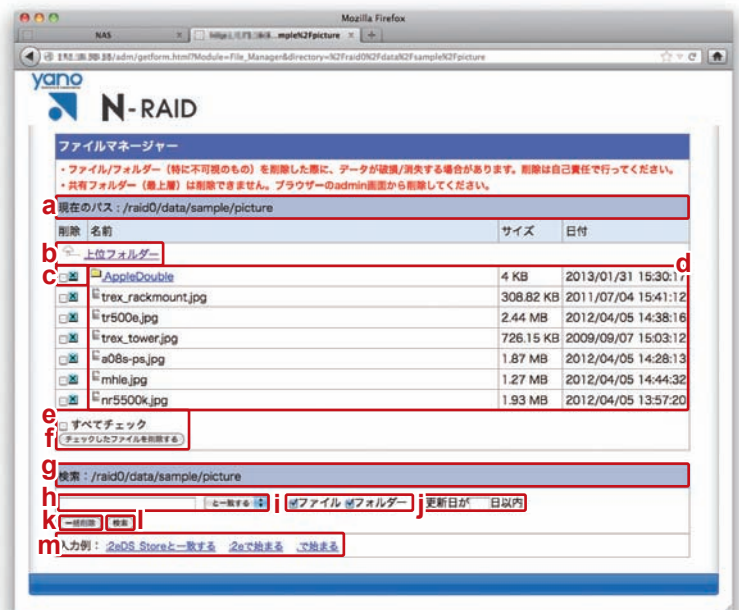 Mozilla Firefox
NAS
mple%2Fpicture
/adm/getform.html?Module=File_Manager&directory=%2Fraid0%2Fdata%2Fsample%2Fpicture
yano
N-RAID
ファイルマネージャー
・ファイル/フォルダー（特に不可視のもの）を削除した際に、データが破損/消失する場合があります。削除は自己責任で行ってください。
・共有フォルダー（最上層）は削除できません。ブラウザーのadmin画面から削除してください。
a 現在のパス：/raid0/data/sample/picture
削除 名前 サイズ 日付
b 上位フォルダー d
c .AppleDouble 4 KB 2013/01/31 15:30:17
trex_rackmount.jpg 308.82 KB 2011/07/04 15:41:12
tr500e.jpg 2.44 MB 2012/04/05 14:38:16
trex_tower.jpg 726.15 KB 2009/09/07 15:03:12
a08s-ps.jpg 1.87 MB 2012/04/05 14:28:13
mhle.jpg 1.27 MB 2012/04/05 14:44:32
nr5500k.jpg 1.93 MB 2012/04/05 13:57:20
e すべてチェック
f チェックしたファイルを削除する
g 検索：/raid0/data/sample/picture
h と一致する i ファイル フォルダー j 更新日が 日以内
k 一括削除 検索 l
m 入力例： :2eDS_Storeと一致する :2eで始まる ._で始まる